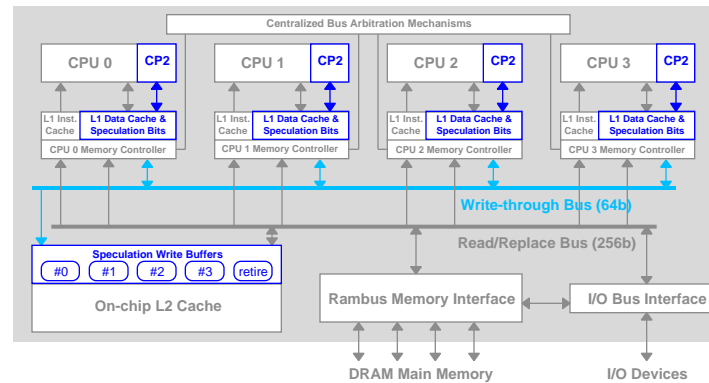 Centralized Bus Arbitration Mechanisms
CPU 0
CP2
CPU 1
CP2
CPU 2
CP2
CPU 3
CP2
L1 Inst.
Cache
L1 Data Cache &
Speculation Bits
L1 Inst.
Cache
L1 Data Cache &
Speculation Bits
L1 Inst.
Cache
L1 Data Cache &
Speculation Bits
L1 Inst.
Cache
L1 Data Cache &
Speculation Bits
CPU 0 Memory Controller
CPU 1 Memory Controller
CPU 2 Memory Controller
CPU 3 Memory Controller
Write-through Bus (64b)
Read/Replace Bus (256b)
Speculation Write Buffers
#0
#1
#2
#3
retire
On-chip L2 Cache
Rambus Memory Interface
I/O Bus Interface
DRAM Main Memory
I/O Devices